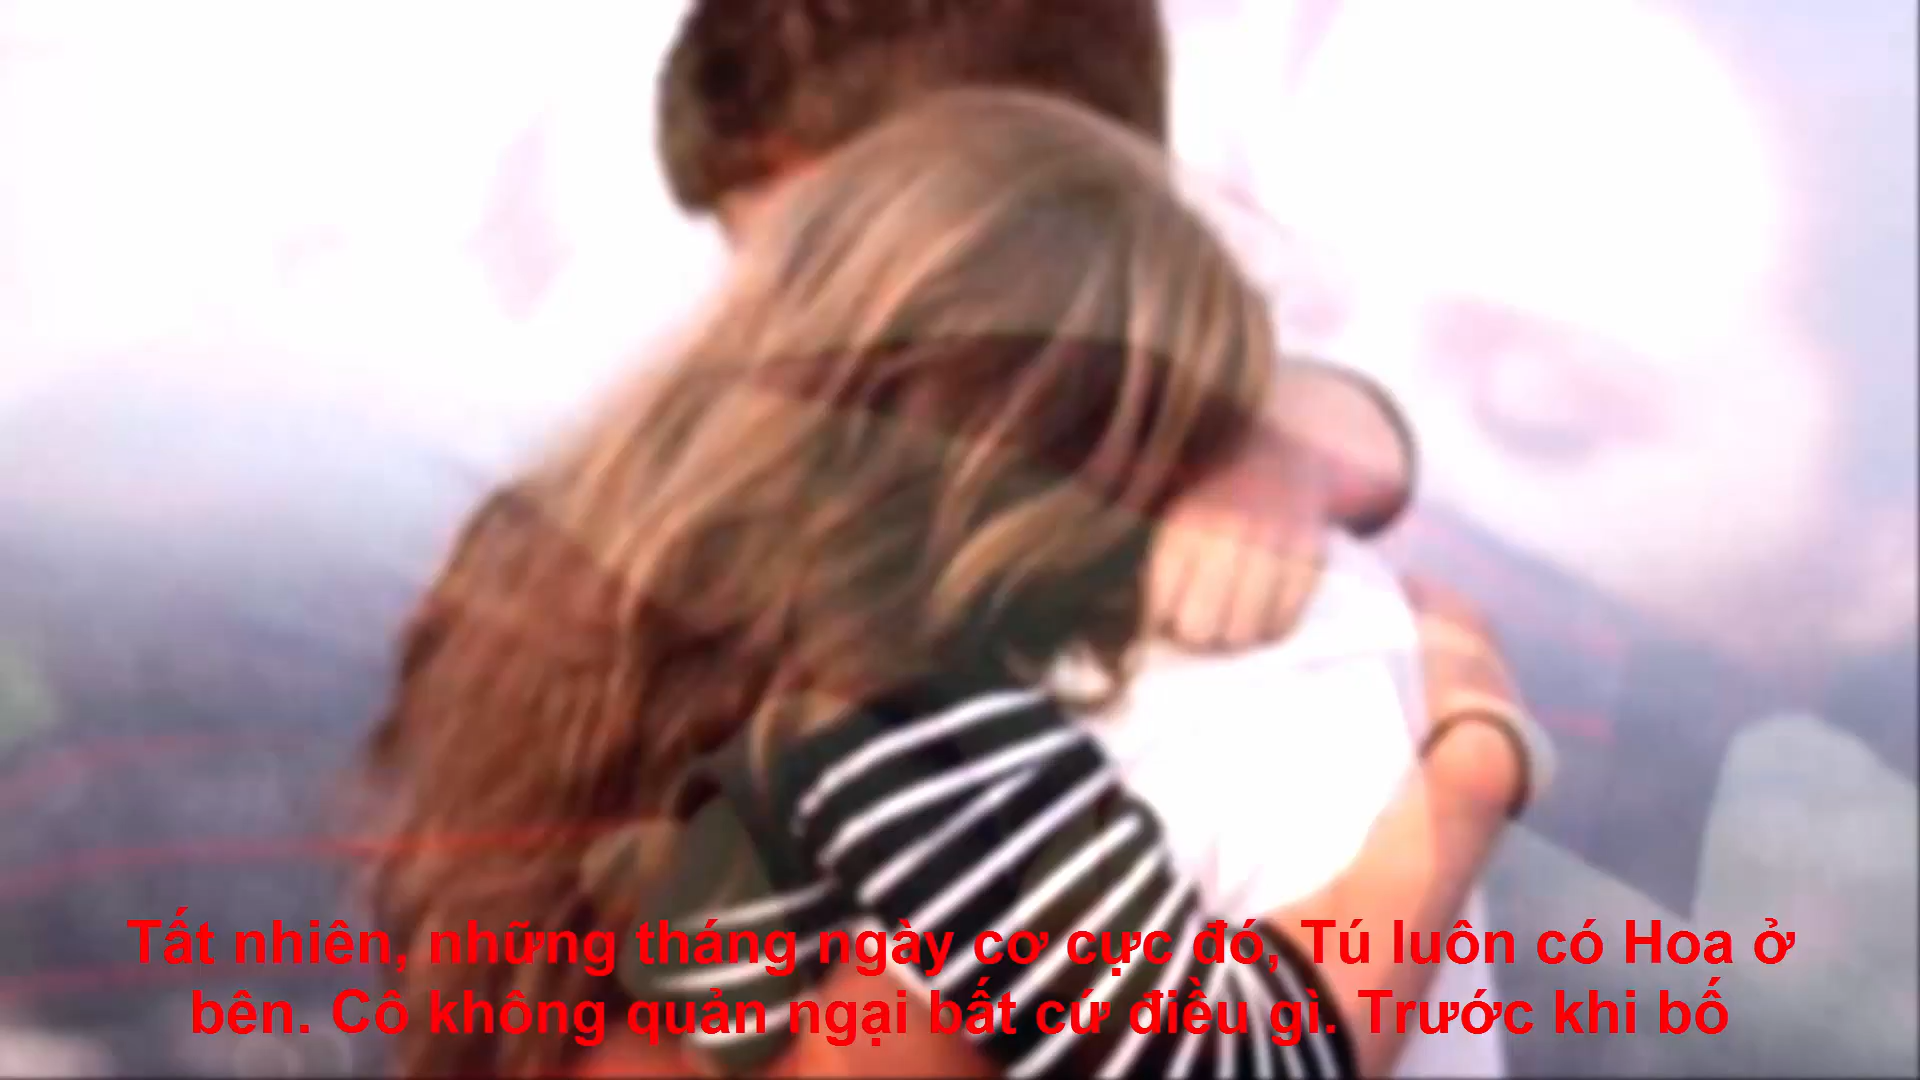 Tất nhiên, những tháng ngày cơ cực đó, Tú luôn có Hoa ở
bên. Cô không quản ngại bất cứ điều gì. Trước khi bố